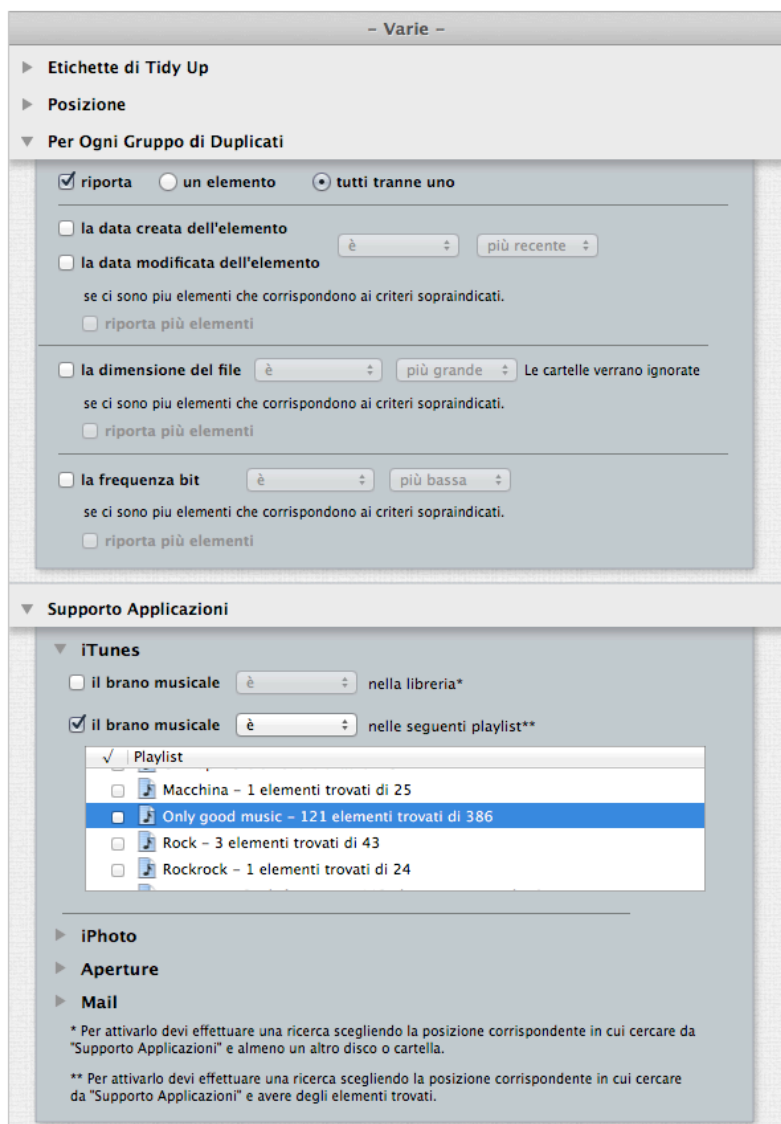 – Varie –
Etichette di Tidy Up
Posizione
Per Ogni Gruppo di Duplicati
riporta un elemento tutti tranne uno
la data creata dell'elemento
è più recente
la data modificata dell'elemento
se ci sono piu elementi che corrispondono ai criteri sopraindicati.
riporta più elementi
la dimensione del file è più grande Le cartelle verrano ignorate
se ci sono piu elementi che corrispondono ai criteri sopraindicati.
riporta più elementi
la frequenza bit è più bassa
se ci sono piu elementi che corrispondono ai criteri sopraindicati.
riporta più elementi
Supporto Applicazioni
iTunes
il brano musicale è nella libreria*
il brano musicale è nelle seguenti playlist**
√ Playlist
Macchina – 1 elementi trovati di 25
Only good music – 121 elementi trovati di 386
Rock – 3 elementi trovati di 43
Rockrock – 1 elementi trovati di 24
iPhoto
Aperture
Mail
* Per attivarlo devi effettuare una ricerca scegliendo la posizione corrispondente in cui cercare da
"Supporto Applicazioni" e almeno un altro disco o cartella.
** Per attivarlo devi effettuare una ricerca scegliendo la posizione corrispondente in cui cercare
da "Supporto Applicazioni" e avere degli elementi trovati.